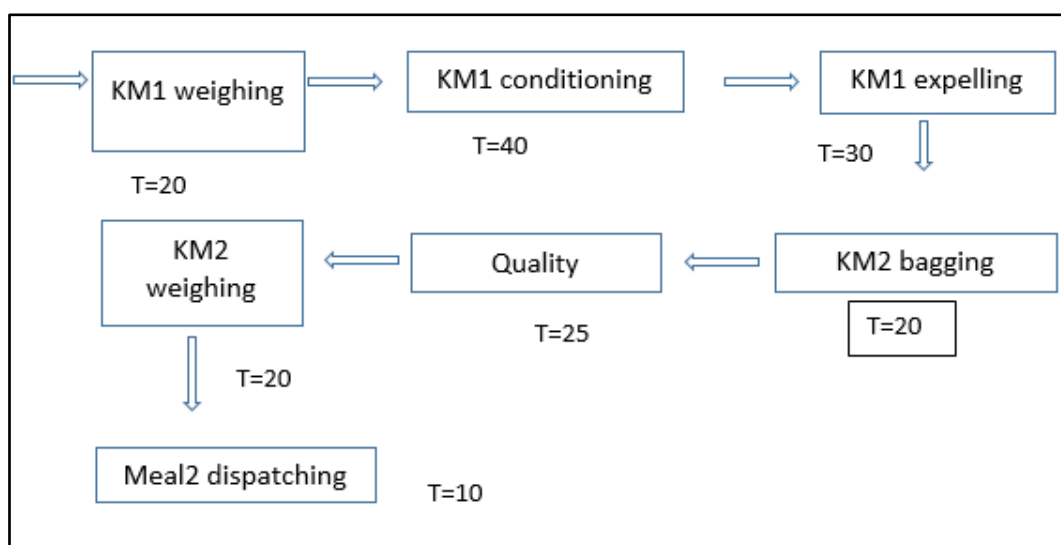 KM1 weighing
KM1 conditioning
KM1 expelling
T=20
T=40
T=30
KM2
weighing
Quality
KM2 bagging
T=20
T=25
T=20
Meal2 dispatching
T=10